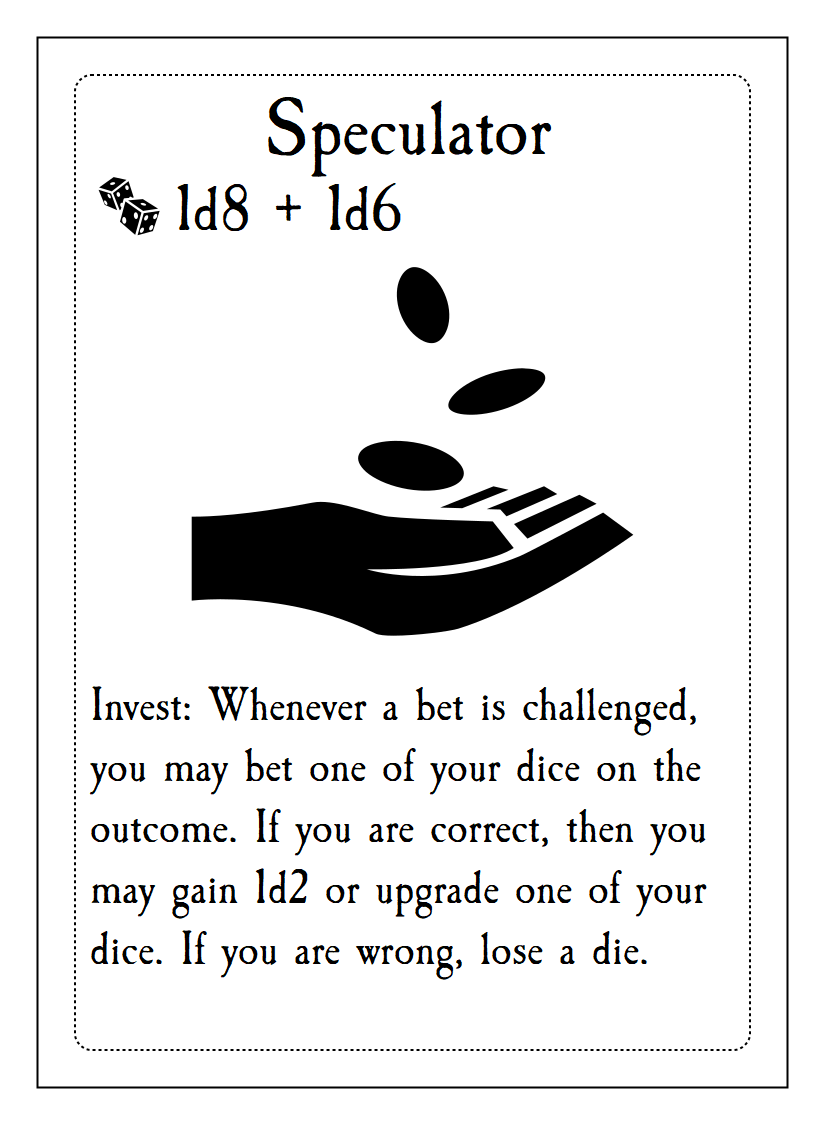 Speculator
1d8 + 1d6
Invest: Whenever a bet is challenged,
you may bet one of your dice on the
outcome. If you are correct, then you
may gain 1d2 or upgrade one of your
dice. If you are wrong, lose a die.